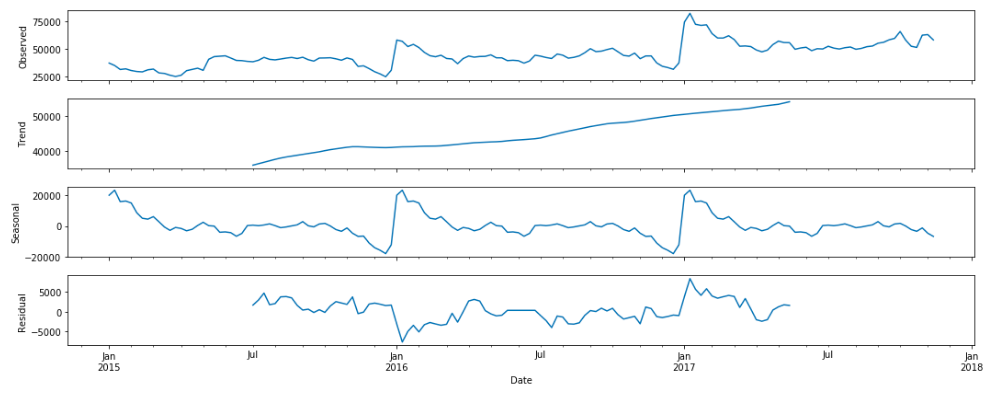 75000
50000
25000
Observed
50000
40000
Trend
20000
0
−20000
Seasonal
5000
0
−5000
Residual
Jan
2015
Jul
Jan
2016
Jul
Jan
2017
Jul
Jan
2018
Date